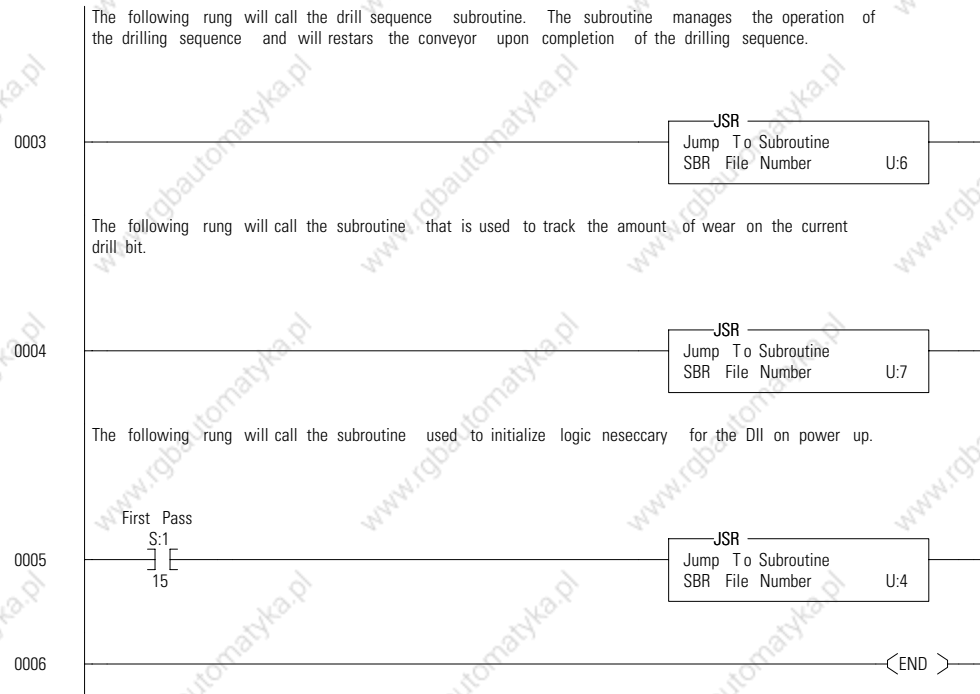 The following rung will call the drill sequence subroutine. The subroutine manages the operation of
the drilling sequence and will restars the conveyor upon completion of the drilling sequence.
JSR
0003
Jump To Subroutine
SBR File Number U:6
The following rung will call the subroutine that is used to track the amount of wear on the current
drill bit.
JSR
0004
Jump To Subroutine
SBR File Number U:7
The following rung will call the subroutine used to initialize logic neseccary for the DII on power up.
First Pass
S:1
JSR
0005
Jump To Subroutine
15
SBR File Number U:4
0006
END
www.rgbautomatyka.pl